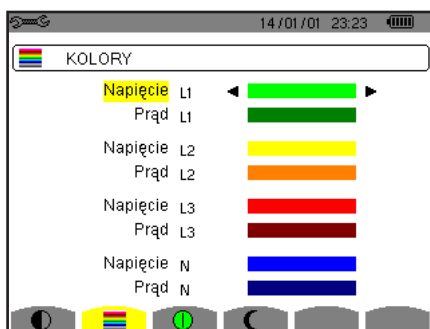 14/01/01 23:23
KOLORY
Napięcie L1
Prąd L1
Napięcie L2
Prąd L2
Napięcie L3
Prąd L3
Napięcie N
Prąd N